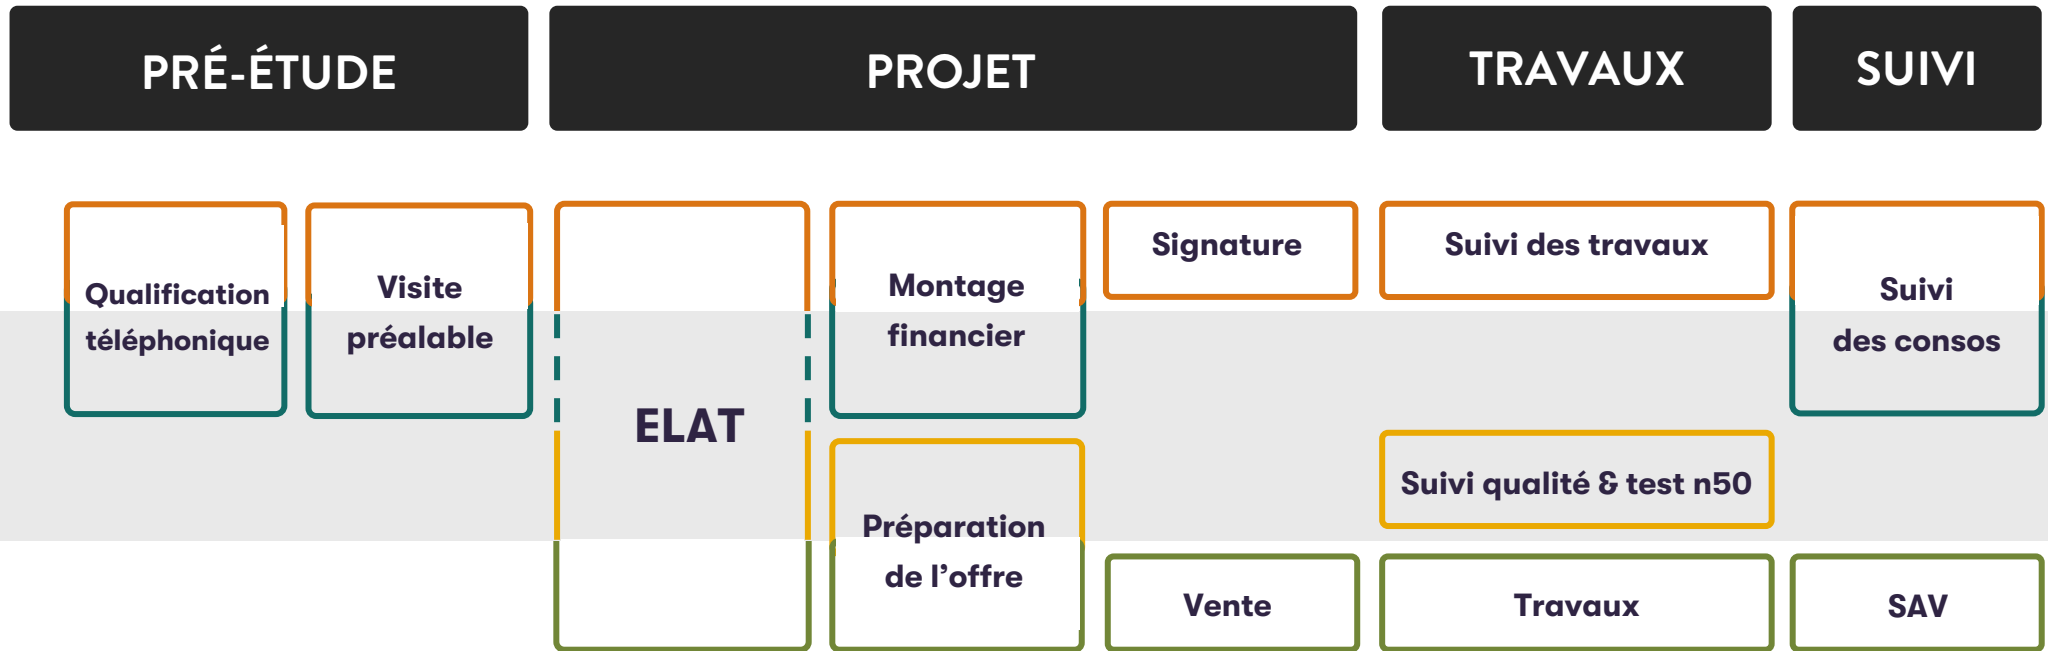 PRÉ-ÉTUDE
PROJET
TRAVAUX
SUIVI
Qualification
téléphonique
Visite
préalable
ELAT
Montage
financier
Préparation
de l’offre
Signature
Vente
Suivi des travaux
Suivi qualité & test n50
Travaux
Suivi
des consos
SAV